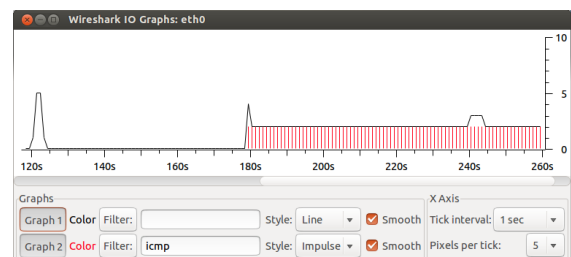 Wireshark IO Graphs: eth0
10
5
0
120s 140s 160s 180s 200s 220s 240s 260s
Graphs X Axis
Graph 1 Color Filter: Style: Line Smooth Tick interval: 1 sec
Graph 2 Color Filter: icmp Style: Impulse Smooth Pixels per tick: 5